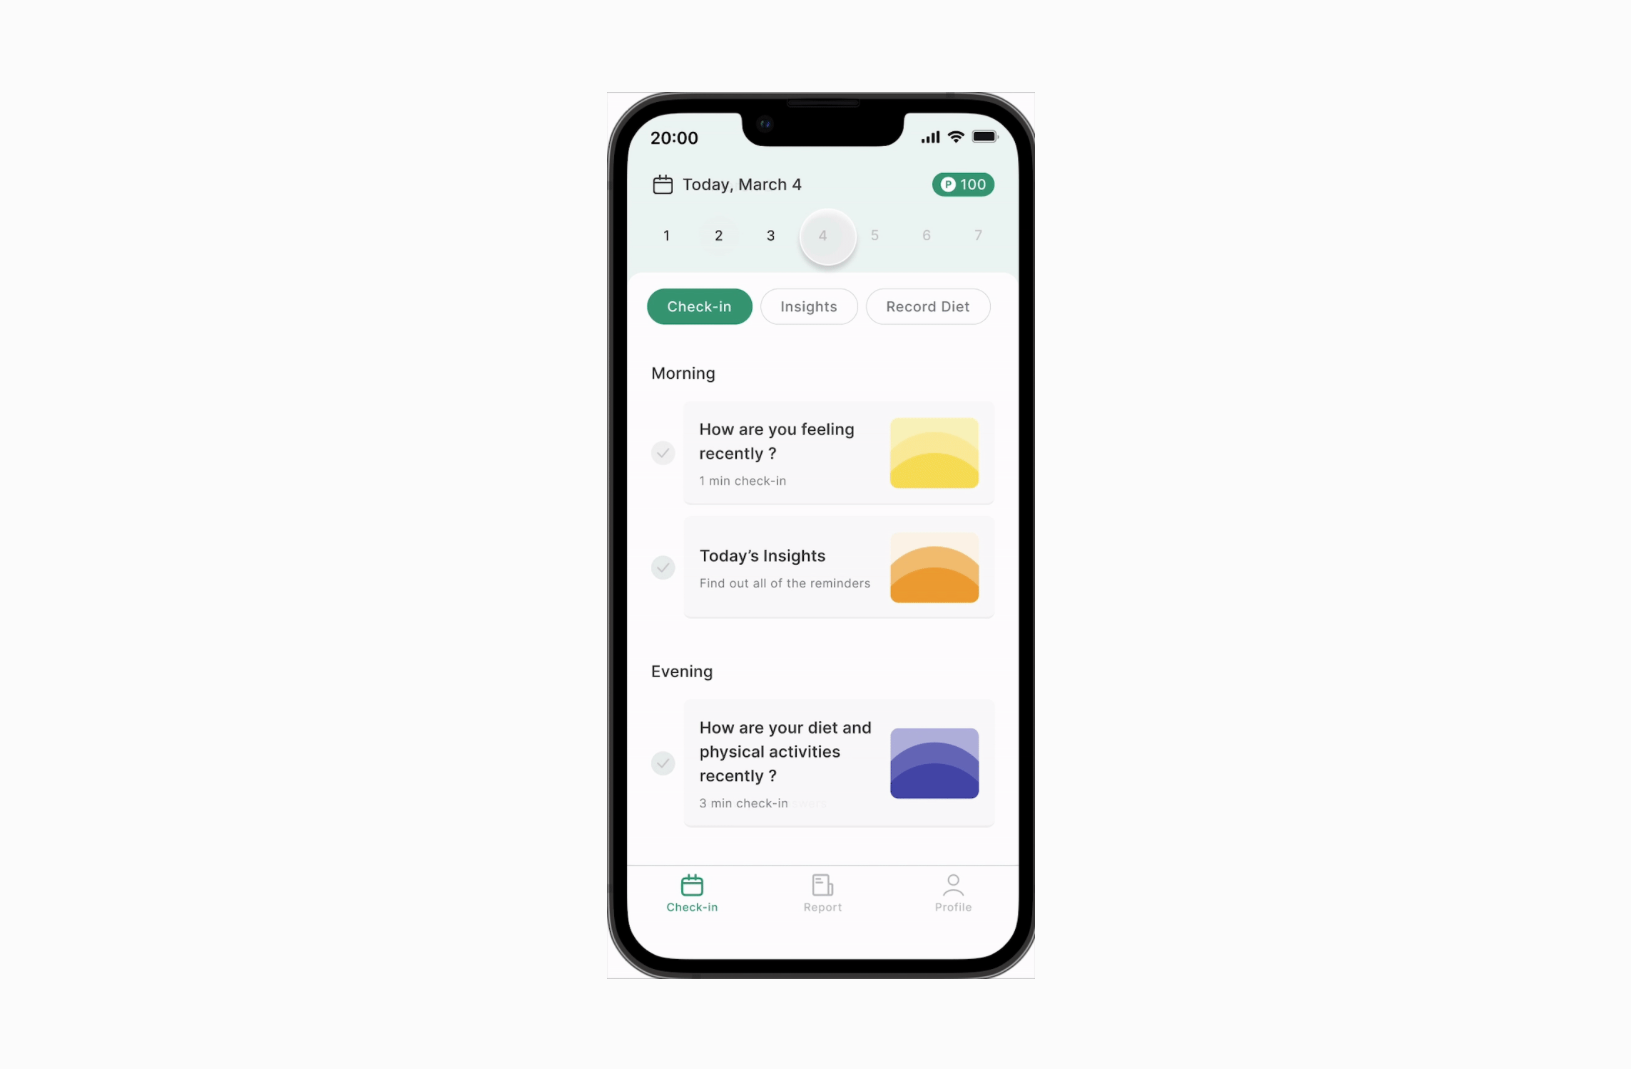 20:00
Today, March 4
P 100
1 2 3 4 5 6 7
Check-in Insights Record Diet
Morning
How are you feeling
recently ?
1 min check-in
Today’s Insights
Find out all of the reminders
Evening
How are your diet and
physical activities
recently ?
3 min check-in
Check-in Report Profile